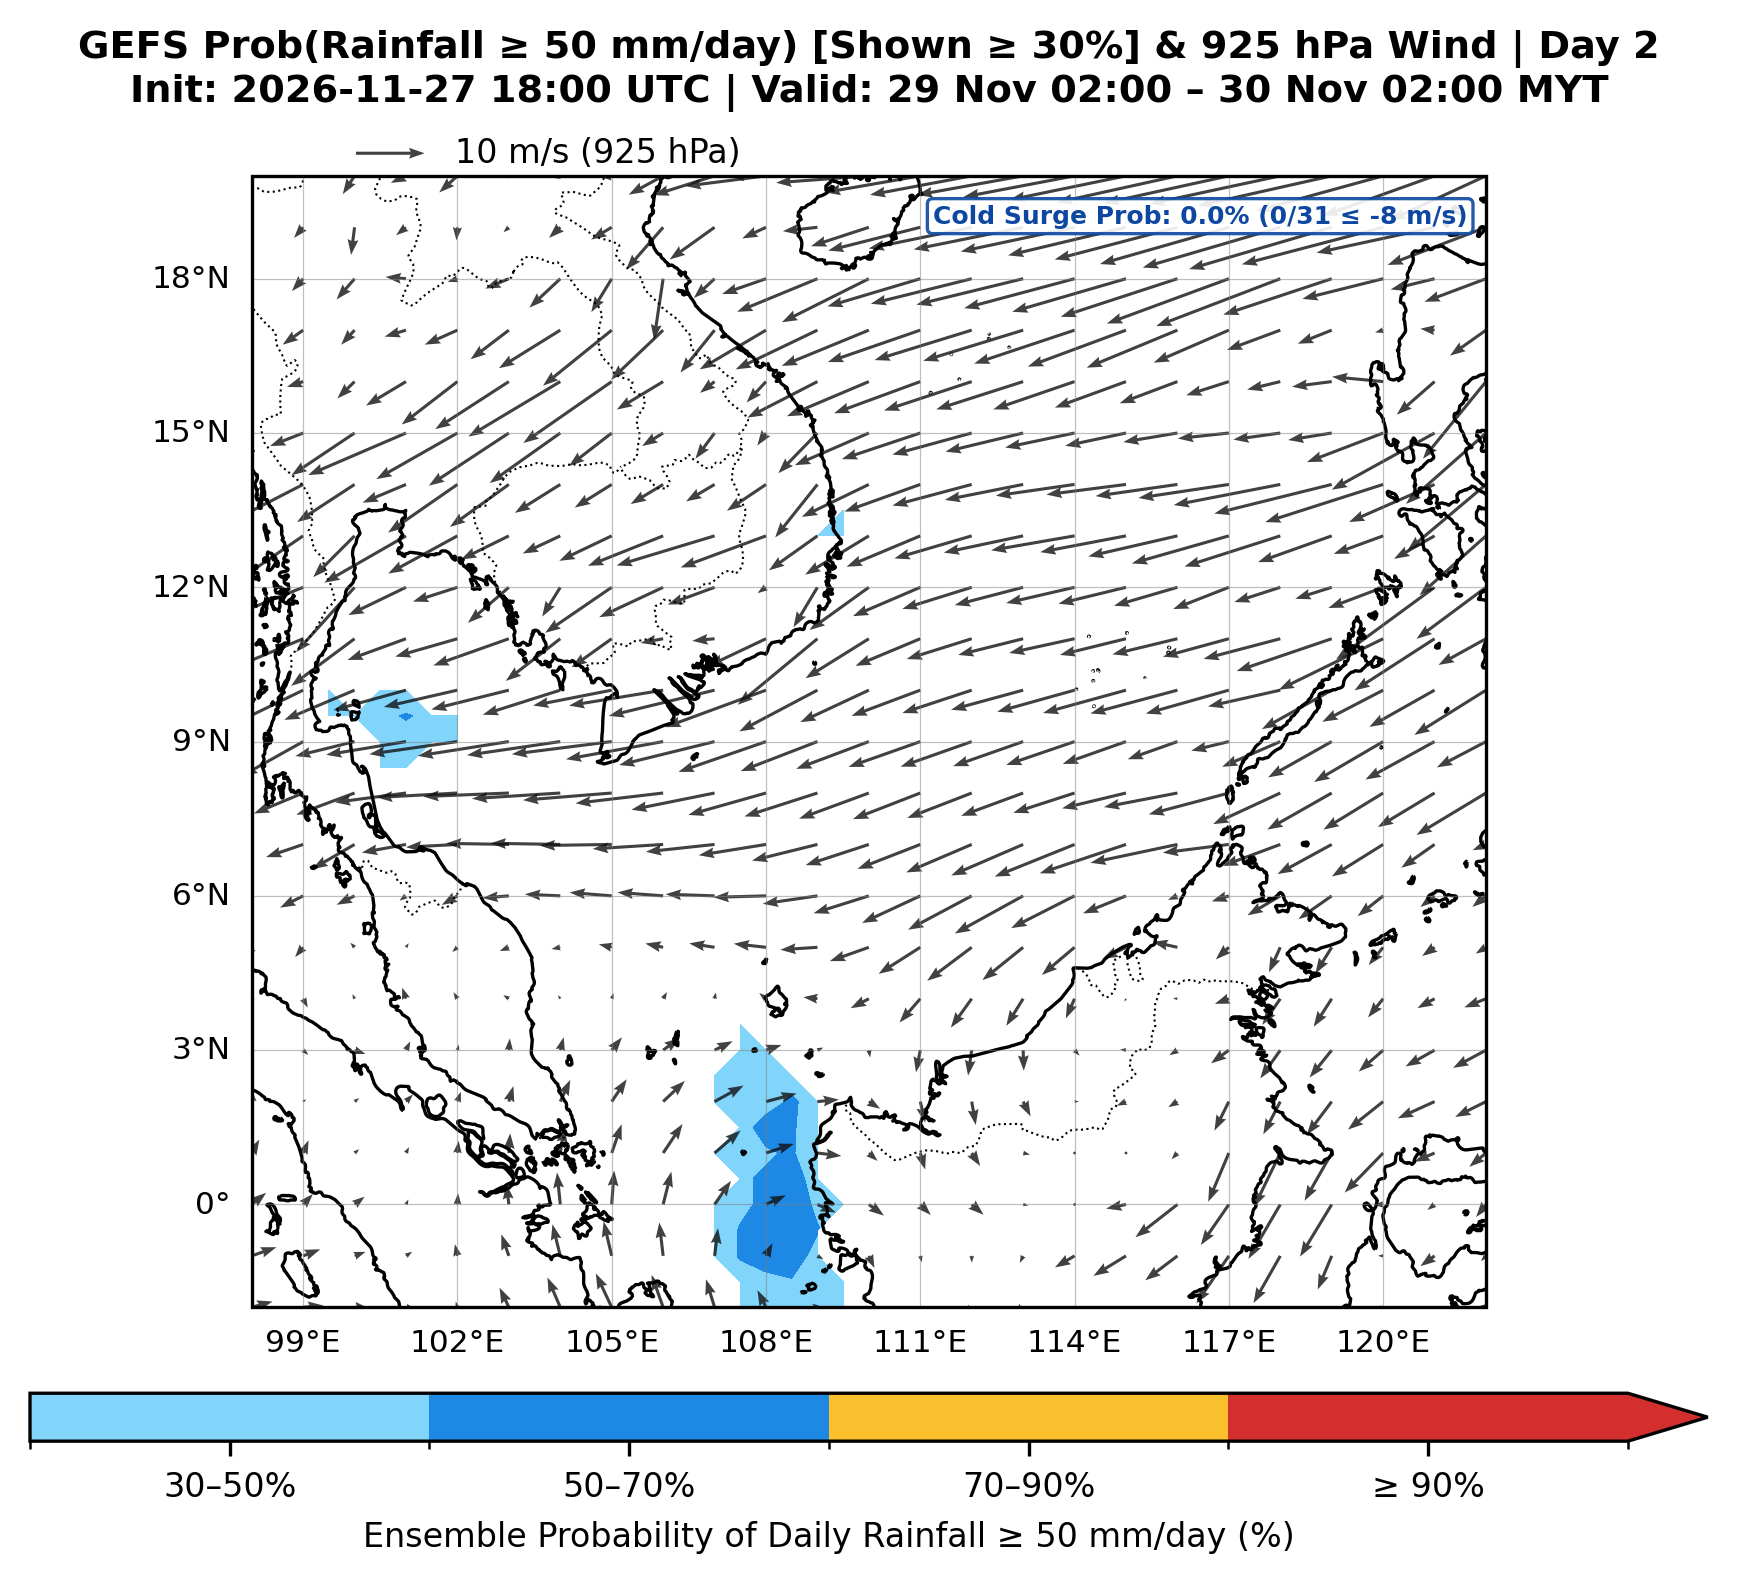 GEFS Prob(Rainfall ≥ 50 mm/day) [Shown ≥ 30%] & 925 hPa Wind | Day 2
Init: 2026-11-27 18:00 UTC | Valid: 29 Nov 02:00 – 30 Nov 02:00 MYT
10 m/s (925 hPa)
Cold Surge Prob: 0.0% (0/31 ≤ -8 m/s)
18°N
15°N
12°N
9°N
6°N
3°N
0°
99°E 102°E 105°E 108°E 111°E 114°E 117°E 120°E
30–50% 50–70% 70–90% ≥ 90%
Ensemble Probability of Daily Rainfall ≥ 50 mm/day (%)